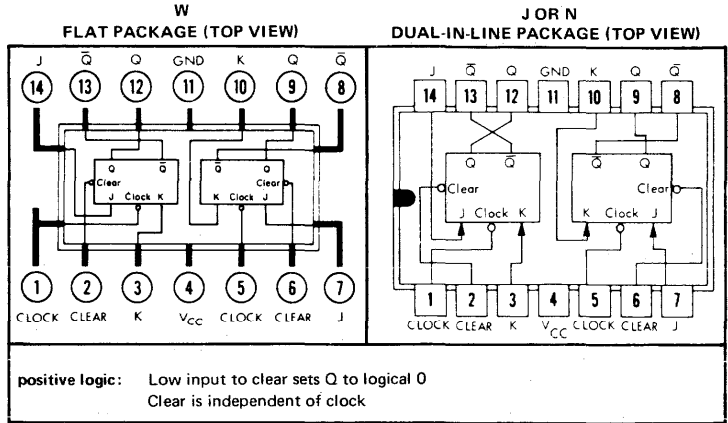 W
FLAT PACKAGE (TOP VIEW)
J Q̅ Q GND K Q Q̅
14 13 12 11 10 9 8
Q Q̅ Q̅ Q
Clear Clear
J Clock K K Clock J
1 2 3 4 5 6 7
CLOCK CLEAR K VCC CLOCK CLEAR J
J OR N
DUAL-IN-LINE PACKAGE (TOP VIEW)
J Q̅ Q GND K Q Q̅
14 13 12 11 10 9 8
Q Q̅ Q̅ Q
Clear Clear
J Clock K K Clock J
1 2 3 4 5 6 7
CLOCK CLEAR K VCC CLOCK CLEAR J
positive logic: Low input to clear sets Q to logical 0
Clear is independent of clock